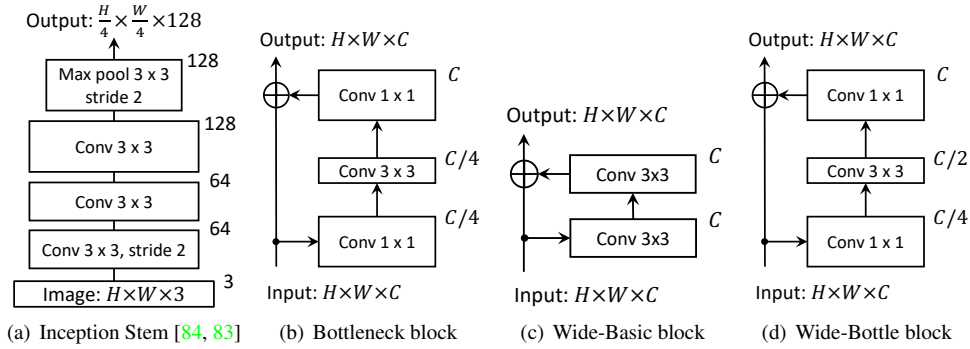 Output: H/4 × W/4 ×128
128
Max pool 3 x 3
stride 2
128
Conv 3 x 3
64
Conv 3 x 3
64
Conv 3 x 3, stride 2
3
Image: H×W×3
(a) Inception Stem [84, 83]
Output: H×W×C
C
Conv 1 x 1
C/4
Conv 3 x 3
C/4
Conv 1 x 1
Input: H×W×C
(b) Bottleneck block
Output: H×W×C
C
Conv 3x3
C
Conv 3x3
Input: H×W×C
(c) Wide-Basic block
Output: H×W×C
C
Conv 1 x 1
C/2
Conv 3 x 3
C/4
Conv 1 x 1
Input: H×W×C
(d) Wide-Bottle block